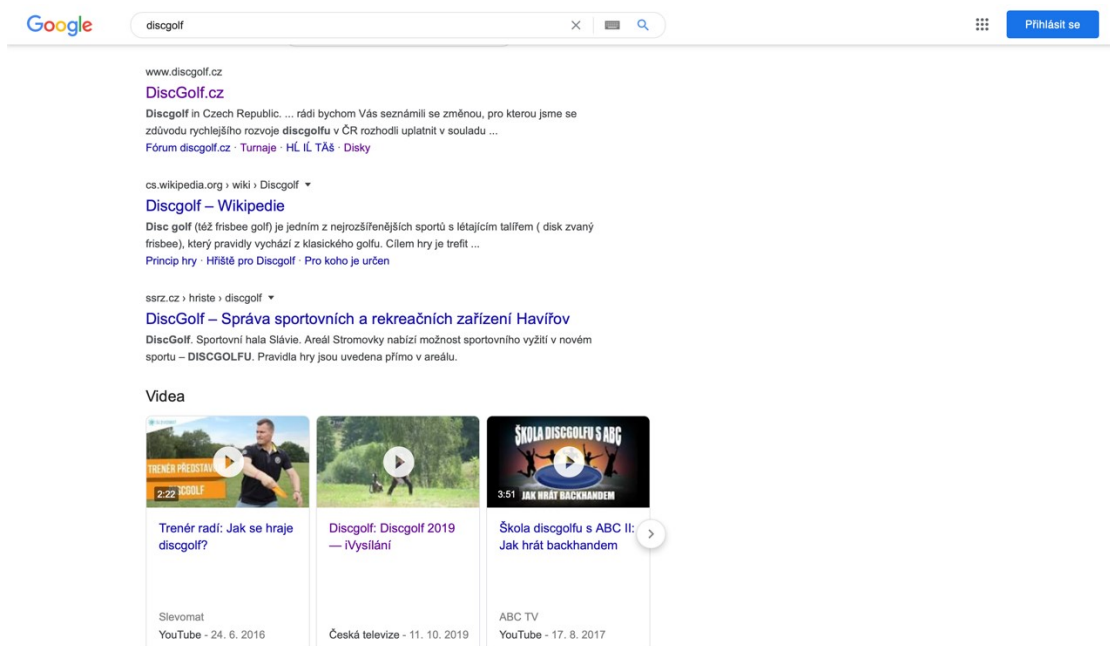 Google
discgolf
Přihlásit se
www.discgolf.cz
DiscGolf.cz
Discgolf in Czech Republic. ... rádi bychom Vás seznámili se změnou, pro kterou jsme se
zdůvodu rychlejšího rozvoje discgolfu v ČR rozhodli uplatnit v souladu ...
Fórum discgolf.cz · Turnaje · HĹ IĹ TÄš · Disky
cs.wikipedia.org › wiki › Discgolf
Discgolf – Wikipedie
Disc golf (též frisbee golf) je jedním z nejrozšířenějších sportů s létajícím talířem ( disk zvaný
frisbee), který pravidly vychází z klasického golfu. Cílem hry je trefit ...
Princip hry · Hřiště pro Discgolf · Pro koho je určen
ssrz.cz › hriste › discgolf
DiscGolf – Správa sportovních a rekreačních zařízení Havířov
DiscGolf. Sportovní hala Slávie. Areál Stromovky nabízí možnost sportovního vyžití v novém
sportu – DISCGOLFU. Pravidla hry jsou uvedena přímo v areálu.
Videa
TRENÉR PŘEDSTAV
DISCGOLF
2:22
ŠKOLA DISCGOLFU S ABC
JAK HRÁT BACKHANDEM
3:51
Trenér radí: Jak se hraje
discgolf?
Slevomat
YouTube - 24. 6. 2016
Discgolf: Discgolf 2019
— iVysílání
Česká televize - 11. 10. 2019
Škola discgolfu s ABC II:
Jak hrát backhandem
ABC TV
YouTube - 17. 8. 2017